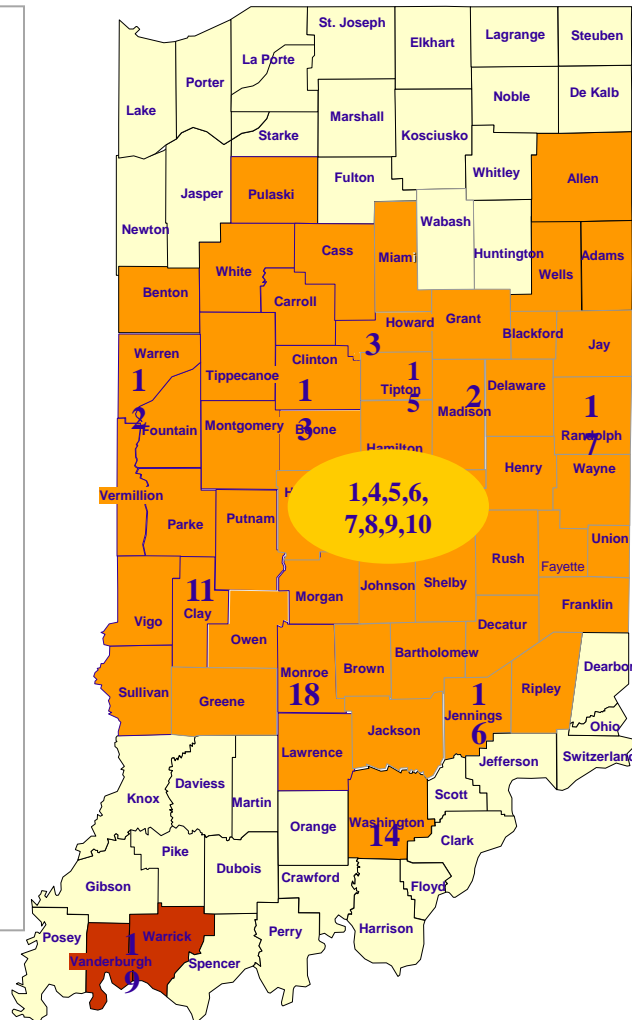 St. Joseph
Elkhart
Lagrange
Steuben
La Porte
Porter
Lake
Noble
De Kalb
Marshall
Kosciusko
Starke
Whitley
Fulton
Allen
Jasper
Pulaski
Newton
Wabash
Huntington
Cass
Miami
White
Wells
Adams
Benton
Carroll
Howard
Grant
Blackford
Jay
3
Warren
Clinton
Tippecanoe
1
2
1
3
1
5
Tipton
2
Madison
Delaware
1
7
Randolph
Fountain
Montgomery
Boone
Hamilton
Henry
Wayne
Vermillion
1,4,5,6,
7,8,9,10
Parke
Putnam
Union
Rush
Fayette
11
Clay
Morgan
Johnson
Shelby
Franklin
Vigo
Owen
Decatur
Brown
Bartholomew
Dearbor
Monroe
18
Sullivan
Greene
1
6
Jennings
Ripley
Ohio
Jackson
Lawrence
Jefferson
Switzerland
Knox
Daviess
Martin
Scott
Orange
Washington
14
Clark
Pike
Dubois
Crawford
Floyd
Gibson
Harrison
Posey
1
9
Warrick
Vanderburgh
Spencer
Perry